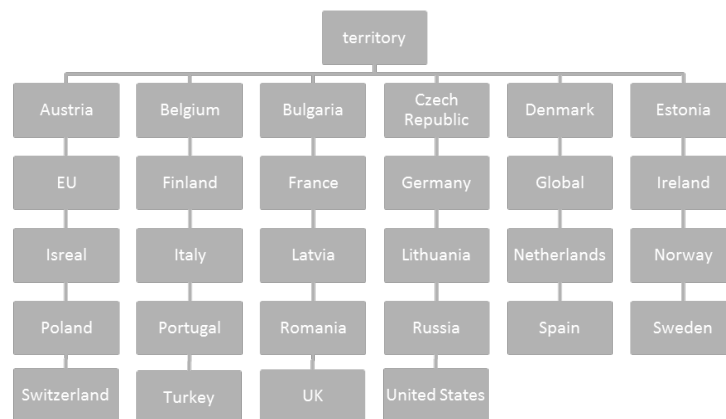 territory
Austria
Belgium
Bulgaria
Czech
Republic
Denmark
Estonia
EU
Finland
France
Germany
Global
Ireland
Isreal
Italy
Latvia
Lithuania
Netherlands
Norway
Poland
Portugal
Romania
Russia
Spain
Sweden
Switzerland
Turkey
UK
United States